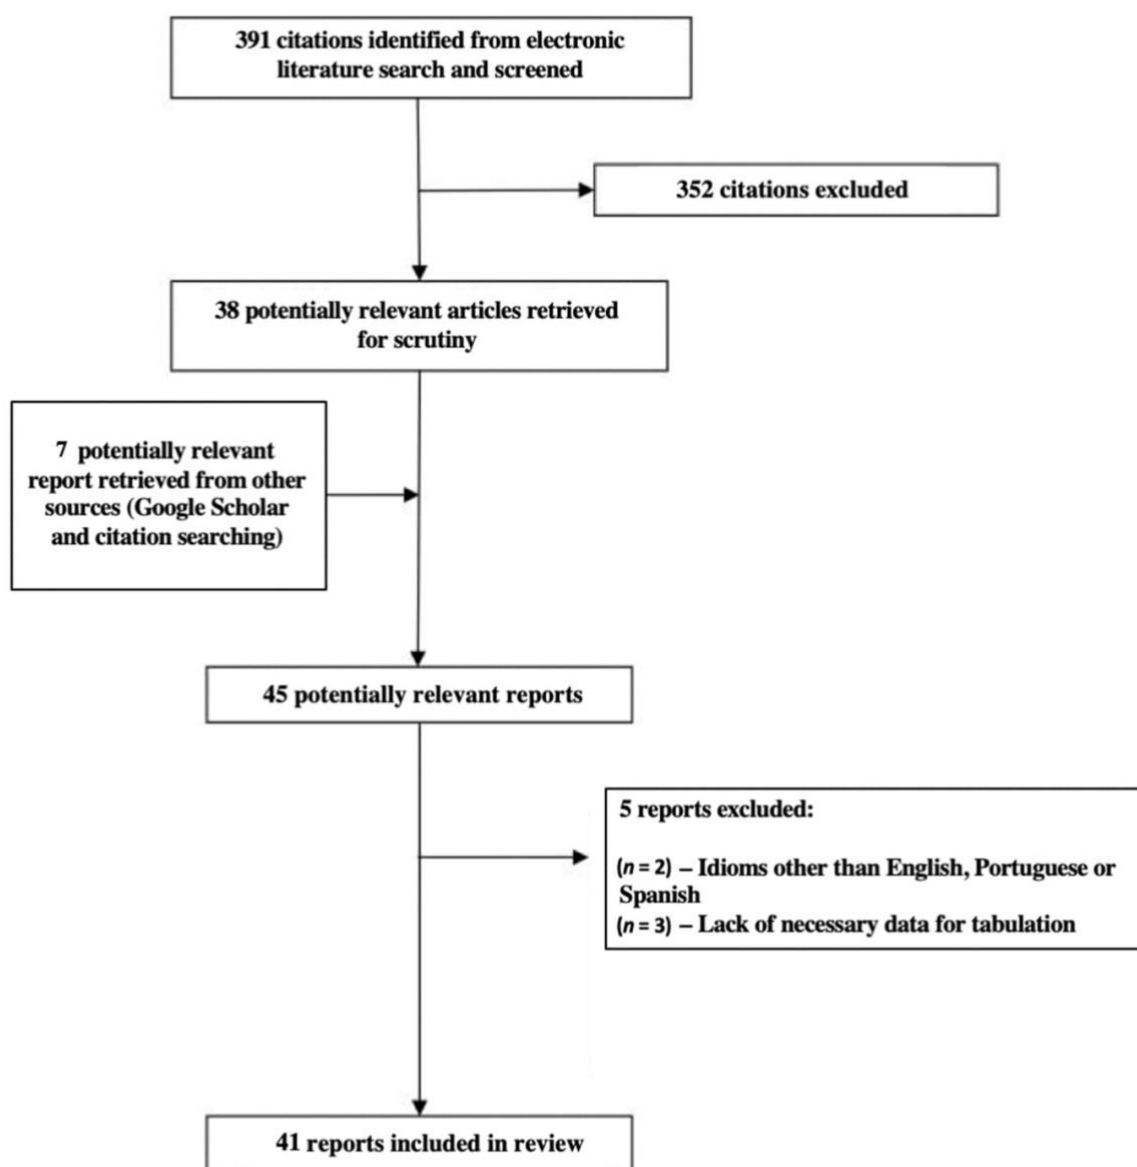 391 citations identified from electronic
literature search and screened
352 citations excluded
38 potentially relevant articles retrieved
for scrutiny
7 potentially relevant
report retrieved from other
sources (Google Scholar
and citation searching)
45 potentially relevant reports
5 reports excluded:
(n = 2) – Idioms other than English, Portuguese or
Spanish
(n = 3) – Lack of necessary data for tabulation
41 reports included in review